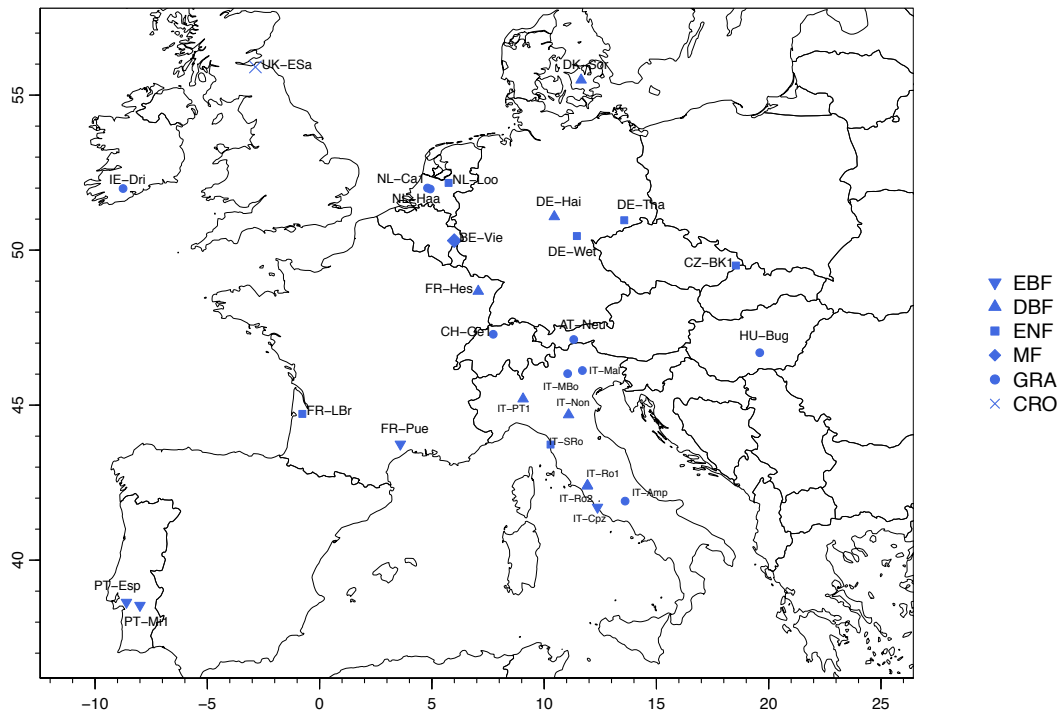 UK−ESa
DK−Sor
55
IE−Dri
NL−Ca1
NL−Loo
NL−Haa
DE−Hai
DE−Tha
BE−Vie
DE−Wet
50
CZ−BK1
EBF
FR−Hes
DBF
CH−Oe1
AT−Neu
HU−Bug
ENF
MF
IT−Mal
IT−MBo
GRA
IT−PT1
IT−Non
CRO
45
FR−LBr
FR−Pue
IT−SRo
IT−Ro1
IT−Ro2
IT−Amp
IT−Cpz
40
PT−Esp
PT−Mi1
−10 −5 0 5 10 15 20 25